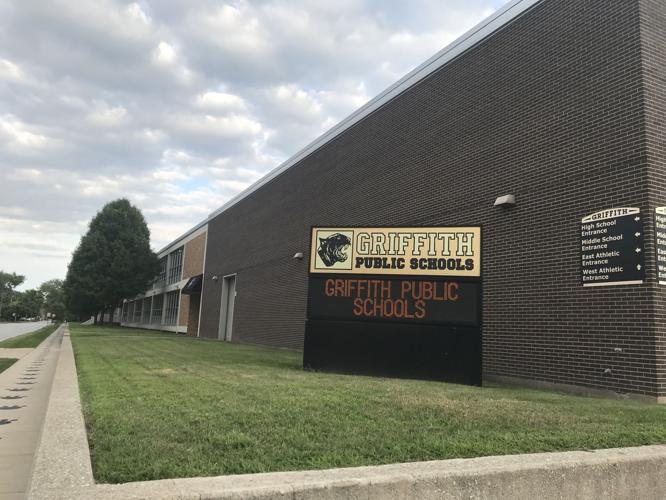 GRIFFITH
PUBLIC SCHOOLS
GRIFFITH PUBLIC
SCHOOLS
GRIFFITH
High School
Entrance
Middle School
Entrance
East Athletic
Entrance
West Athletic
Entrance